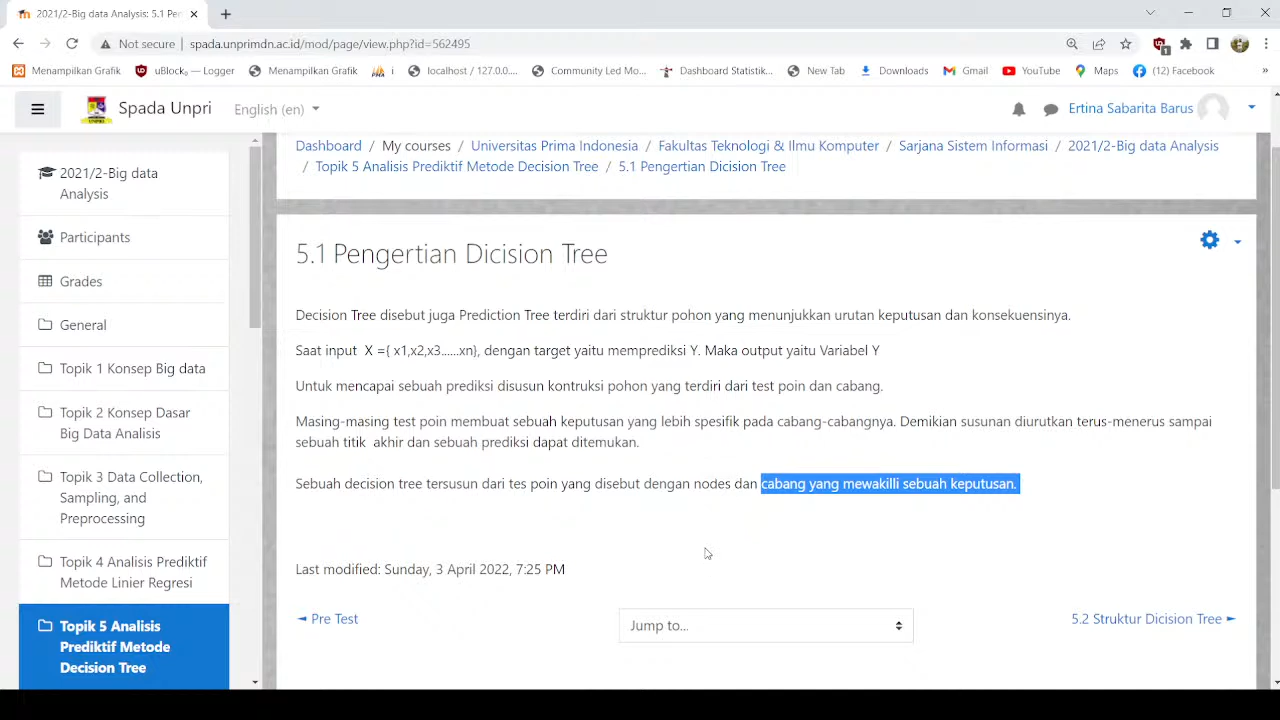 2021/2-Big data Analysis: 5.1 Per
Not secure | spada.unprimdn.ac.id/mod/page/view.php?id=562495
Menampilkan Grafik uBlock₀ — Logger Menampilkan Grafik i localhost / 127.0.0.... Community Led Mo... Dashboard Statistik... New Tab Downloads Gmail YouTube Maps (12) Facebook »
Spada Unpri English (en) Ertina Sabarita Barus
Dashboard / My courses / Universitas Prima Indonesia / Fakultas Teknologi & Ilmu Komputer / Sarjana Sistem Informasi / 2021/2-Big data Analysis
/ Topik 5 Analisis Prediktif Metode Decision Tree / 5.1 Pengertian Dicision Tree
2021/2-Big data
Analysis
Participants
Grades
General
Topik 1 Konsep Big data
Topik 2 Konsep Dasar
Big Data Analisis
Topik 3 Data Collection,
Sampling, and
Preprocessing
Topik 4 Analisis Prediktif
Metode Linier Regresi
Topik 5 Analisis
Prediktif Metode
Decision Tree
5.1 Pengertian Dicision Tree
Decision Tree disebut juga Prediction Tree terdiri dari struktur pohon yang menunjukkan urutan keputusan dan konsekuensinya.
Saat input X ={ x1,x2,x3......xn}, dengan target yaitu memprediksi Y. Maka output yaitu Variabel Y
Untuk mencapai sebuah prediksi disusun kontruksi pohon yang terdiri dari test poin dan cabang.
Masing-masing test poin membuat sebuah keputusan yang lebih spesifik pada cabang-cabangnya. Demikian susunan diurutkan terus-menerus sampai
sebuah titik akhir dan sebuah prediksi dapat ditemukan.
Sebuah decision tree tersusun dari tes poin yang disebut dengan nodes dan cabang yang mewakilli sebuah keputusan.
Last modified: Sunday, 3 April 2022, 7:25 PM
◄ Pre Test
Jump to...
5.2 Struktur Dicision Tree ►